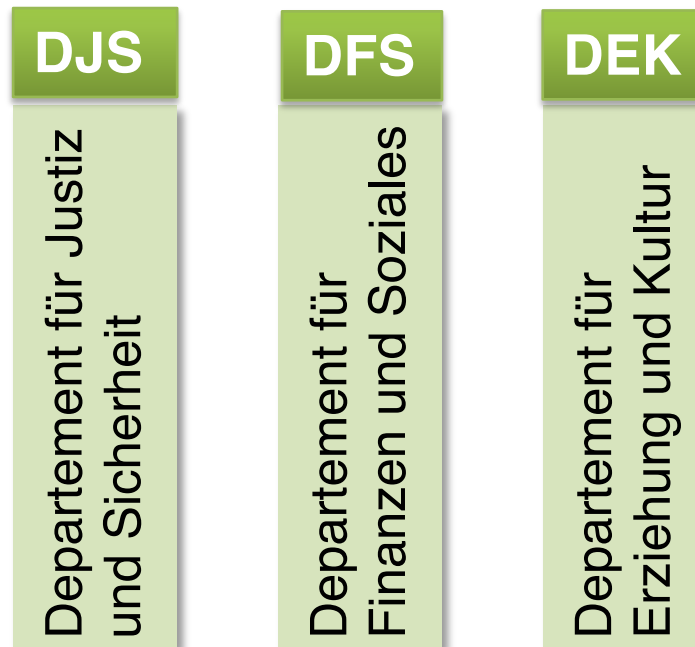 DJS
Departement für Justiz
und Sicherheit
DFS
Departement für
Finanzen und Soziales
DEK
Departement für
Erziehung und Kultur